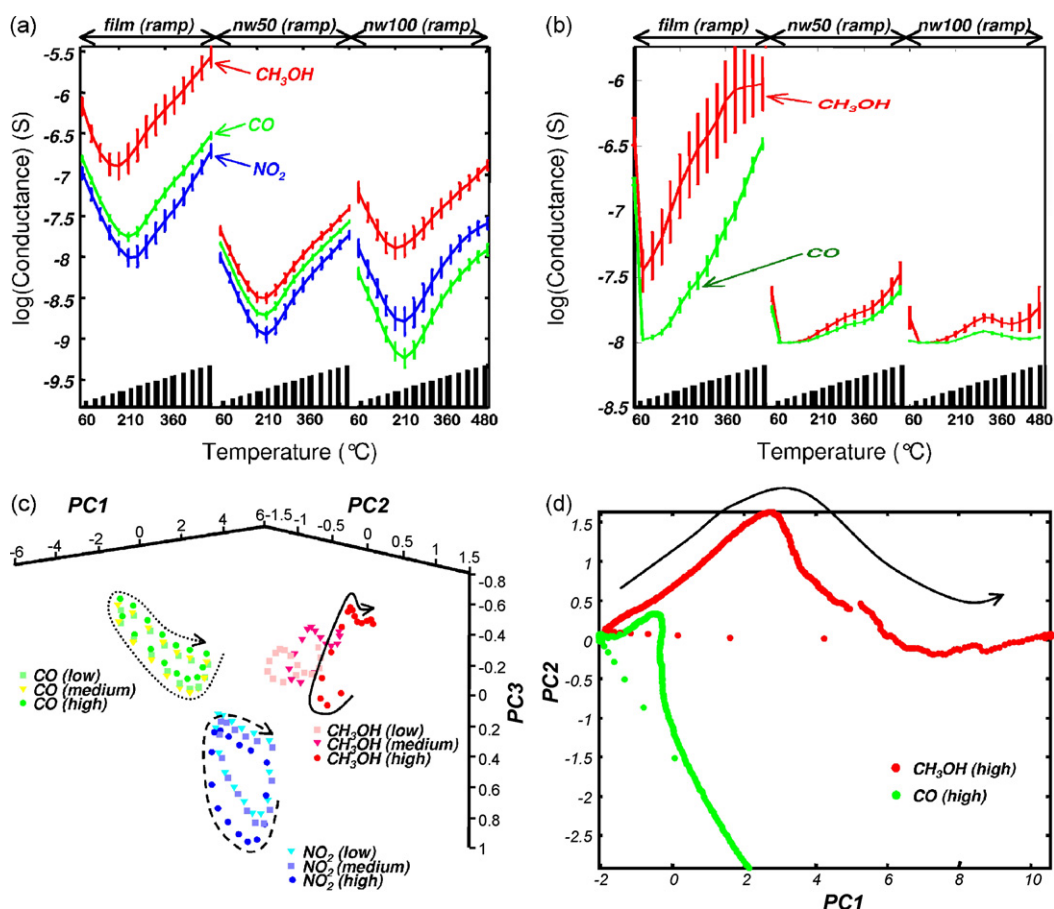 (a)
film (ramp) nw50 (ramp) nw100 (ramp)
-5.5
-6
-6.5
-7
-7.5
-8
-8.5
-9
-9.5
log(Conductance) (S)
CH₃OH
CO
NO₂
60 210 360 60 210 360 60 210 360 480
Temperature (°C)
(b)
film (ramp) nw50 (ramp) nw100 (ramp)
-6
-6.5
-7
-7.5
-8
-8.5
log(Conductance) (S)
CH₃OH
CO
60 210 360 60 210 360 60 210 360 480
Temperature (°C)
(c)
PC1
PC2
-6 -4 -2 0 2 4 6
-1.5 -1 -0.5 0 0.5 1 1.5
-0.8
-0.6
-0.4
-0.2
0
0.2
0.4
0.6
0.8
1
PC3
CO (low)
CO (medium)
CO (high)
CH₃OH (low)
CH₃OH (medium)
CH₃OH (high)
NO₂ (low)
NO₂ (medium)
NO₂ (high)
(d)
1.5
1
0.5
0
-0.5
-1
-1.5
-2
-2.5
PC2
CH₃OH (high)
CO (high)
-2 0 2 4 6 8 10
PC1